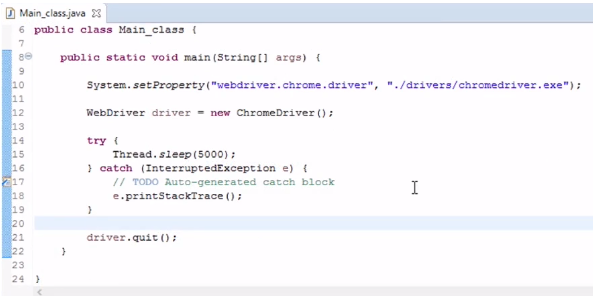 Main_class.java
6 public class Main_class {
7
8 public static void main(String[] args) {
9
10 System.setProperty("webdriver.chrome.driver", "./drivers/chromedriver.exe");
11
12 WebDriver driver = new ChromeDriver();
13
14 try {
15 Thread.sleep(5000);
16 } catch (InterruptedException e) {
17 // TODO Auto-generated catch block
18 e.printStackTrace();
19 }
20
21 driver.quit();
22 }
23
24 }